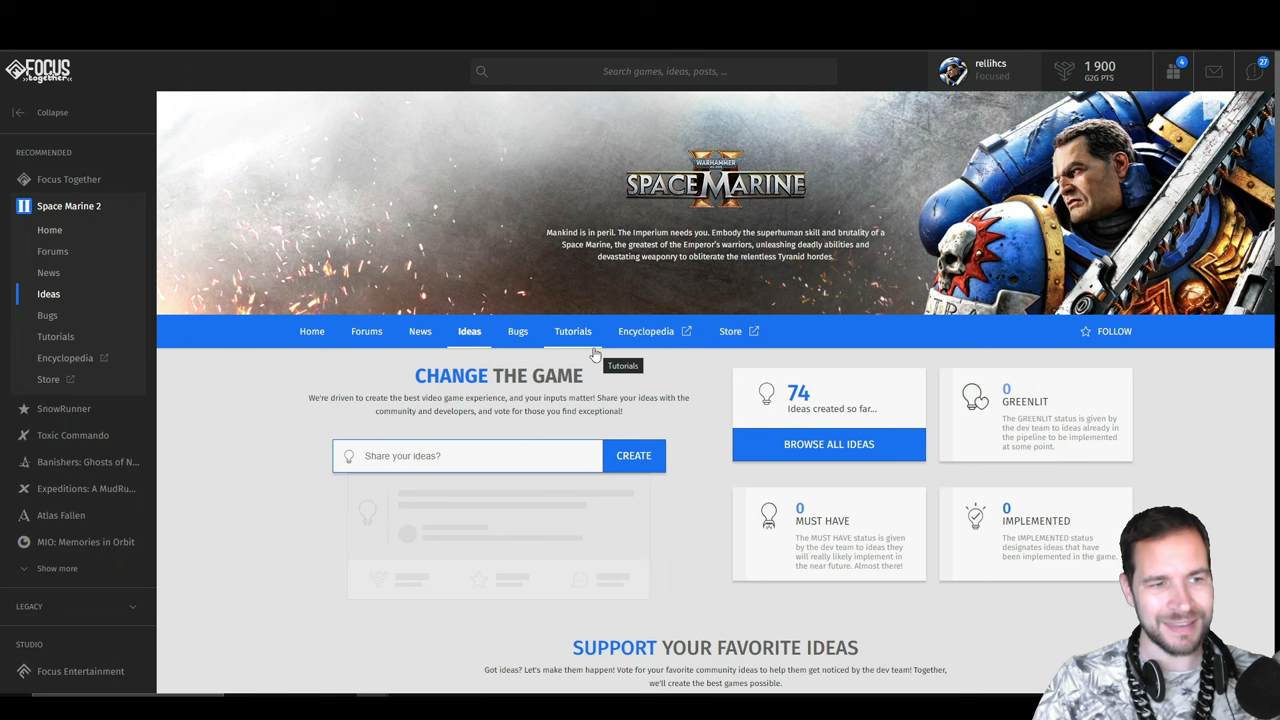 FOCUS
»together«
Search games, ideas, posts, ...
rellihcs
Focused
1 900
G2G PTS
4
27
Collapse
RECOMMENDED
Focus Together
Space Marine 2
Home
Forums
News
Ideas
Bugs
Tutorials
Encyclopedia
Store
SnowRunner
Toxic Commando
Banishers: Ghosts of N...
Expeditions: A MudRu...
Atlas Fallen
MIO: Memories in Orbit
Show more
LEGACY
STUDIO
Focus Entertainment
WARHAMMER
SPACE MARINE
Mankind is in peril. The Imperium needs you. Embody the superhuman skill and brutality of a
Space Marine, the greatest of the Emperor's warriors, unleashing deadly abilities and
devastating weaponry to obliterate the relentless Tyranid hordes.
Home
Forums
News
Ideas
Bugs
Tutorials
Encyclopedia
Store
FOLLOW
Tutorials
CHANGE THE GAME
We're driven to create the best video game experience, and your inputs matter! Share your ideas with the
community and developers, and vote for those you find exceptional!
Share your ideas?
CREATE
74
Ideas created so far...
BROWSE ALL IDEAS
0
GREENLIT
The GREENLIT status is given
by the dev team to ideas already
in the pipeline to be implemented
at some point.
0
MUST HAVE
The MUST HAVE status is given
by the dev team to ideas they
will really likely implement in
the near future. Almost there!
0
IMPLEMENTED
The IMPLEMENTED status
designates ideas that have
been implemented in the game.
SUPPORT YOUR FAVORITE IDEAS
Got ideas? Let's make them happen! Vote for your favorite community ideas to help them get noticed by the dev team! Together,
we'll create the best games possible.